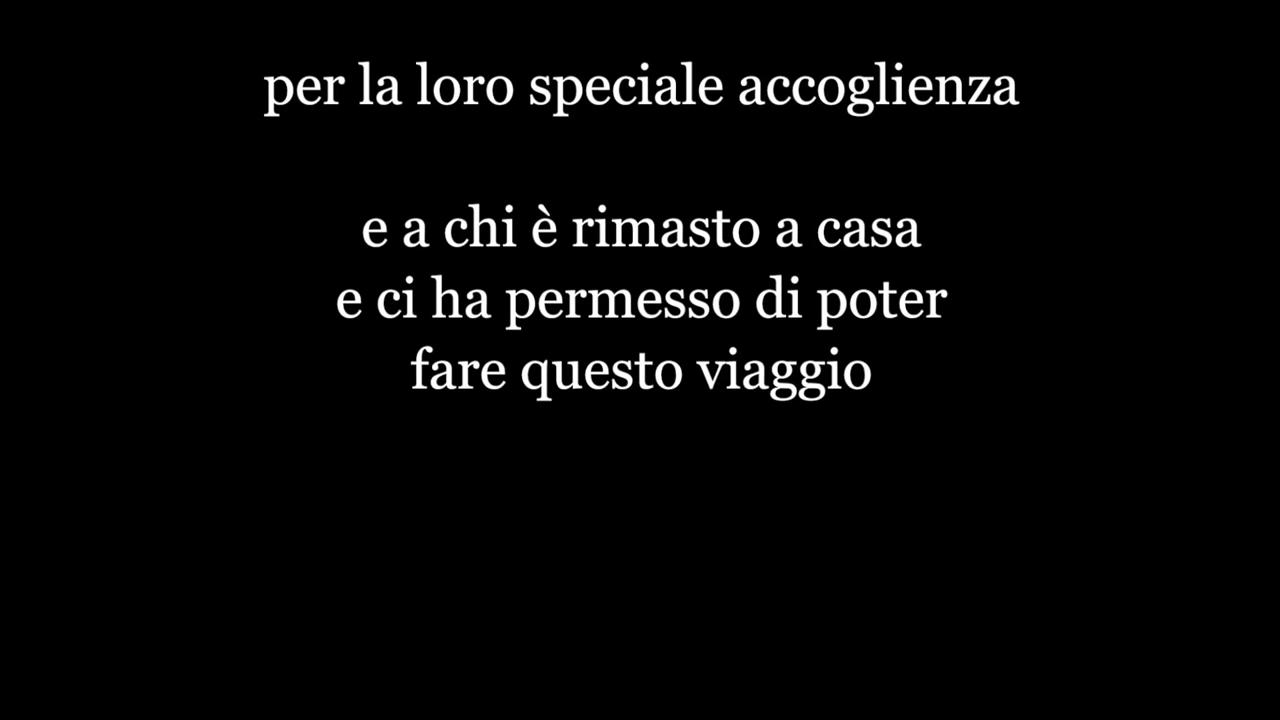 per la loro speciale accoglienza
e a chi è rimasto a casa
e ci ha permesso di poter
fare questo viaggio